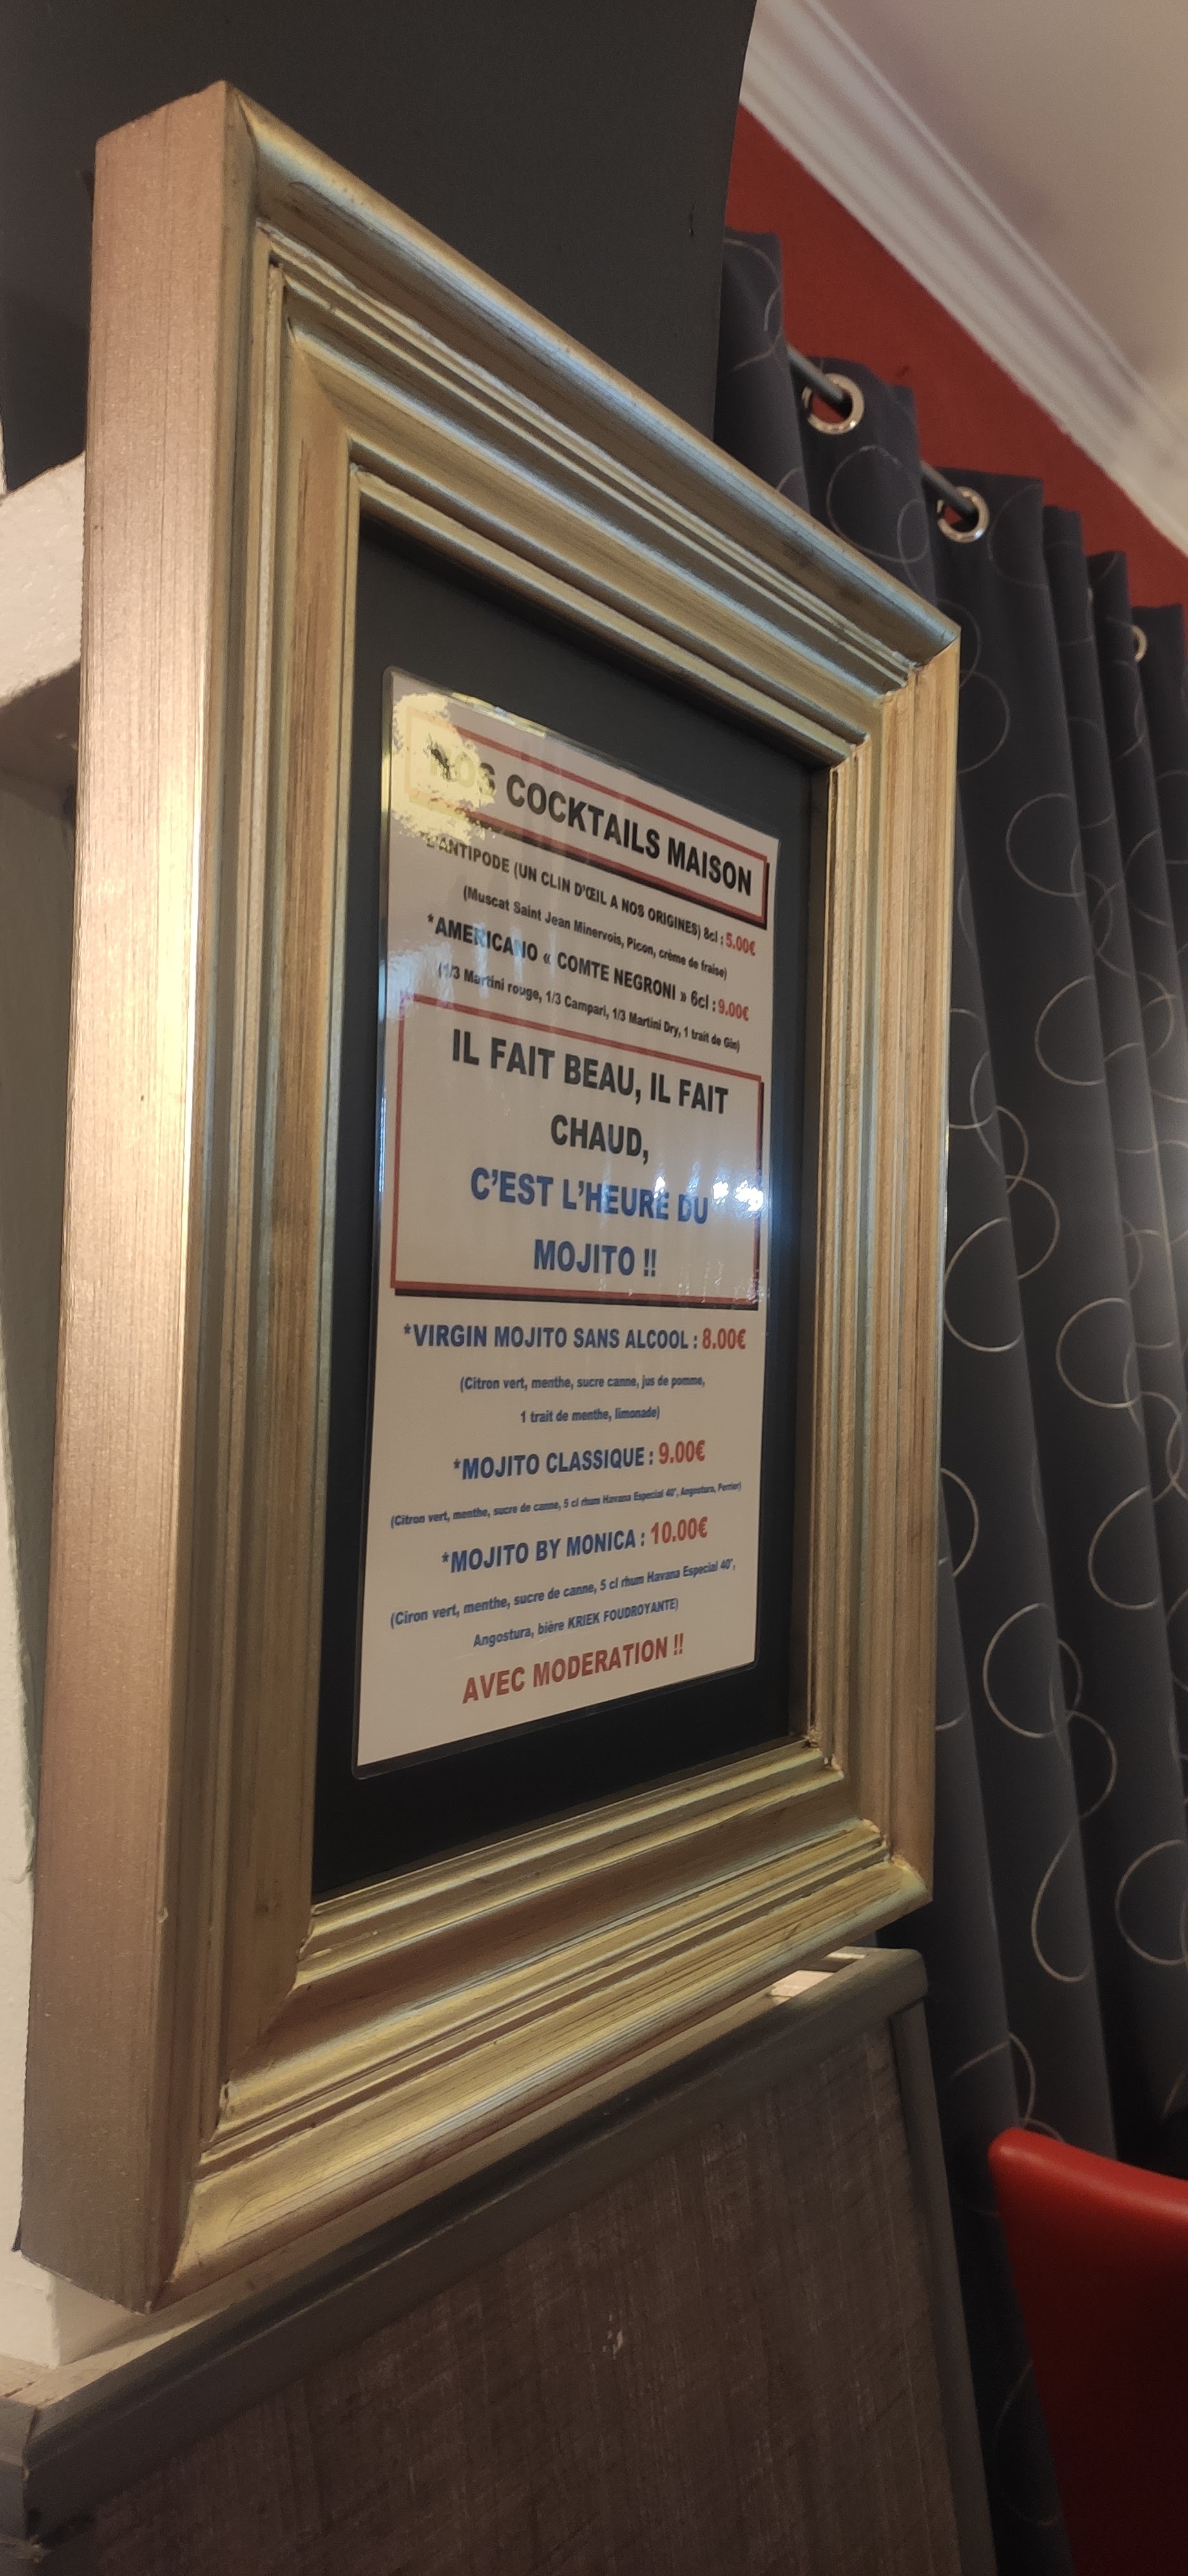 NOS COCKTAILS MAISON
L'ANTIPODE (UN CLIN D'ŒIL A NOS ORIGINES) 8cl : 5.00€
(Muscat Saint Jean Minervois, Picon, crème de fraise)
*AMERICANO « COMTE NEGRONI » 6cl : 9.00€
(1/3 Martini rouge, 1/3 Campari, 1/3 Martini Dry, 1 trait de Gin)
IL FAIT BEAU, IL FAIT
CHAUD,
C'EST L'HEURE DU
MOJITO !!
*VIRGIN MOJITO SANS ALCOOL : 8.00€
(Citron vert, menthe, sucre canne, jus de pomme,
1 trait de menthe, limonade)
*MOJITO CLASSIQUE : 9.00€
(Citron vert, menthe, sucre de canne, 5 cl rhum Havana Especial 40°, Angostura, Perrier)
*MOJITO BY MONICA : 10.00€
(Ciron vert, menthe, sucre de canne, 5 cl rhum Havana Especial 40°,
Angostura, bière KRIEK FOUDROYANTE)
AVEC MODERATION !!